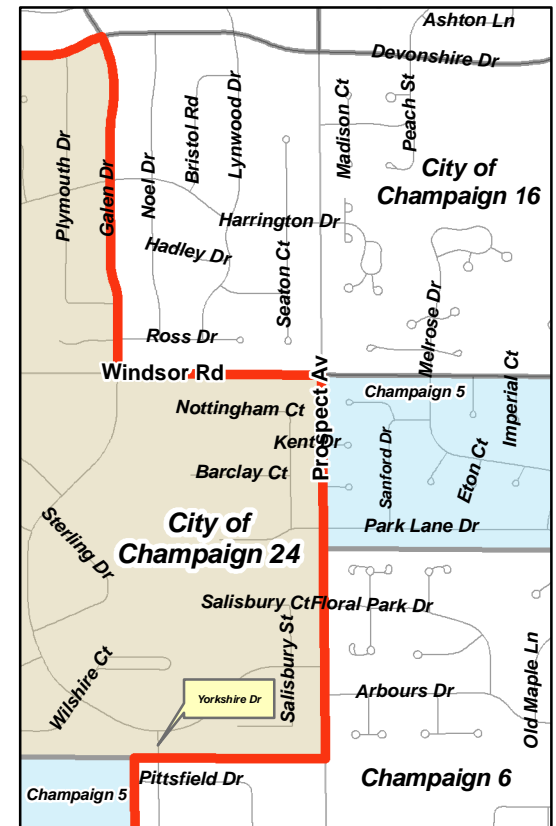 Ashton Ln
Devonshire Dr
Plymouth Dr
Galen Dr
Noel Dr
Bristol Rd
Lynwood Dr
Madison Ct
Peach St
City of
Champaign 16
Harrington Dr
Hadley Dr
Seaton Ct
Melrose Dr
Ross Dr
Windsor Rd
Prospect Av
Imperial Ct
Champaign 5
Nottingham Ct
Kent Dr
Sanford Dr
Eton Ct
Barclay Ct
Park Lane Dr
City of
Champaign 24
Sterling Dr
Salisbury Ct
Floral Park Dr
Salisbury St
Wilshire Ct
Old Maple Ln
Arbours Dr
Yorkshire Dr
Pittsfield Dr
Champaign 6
Champaign 5